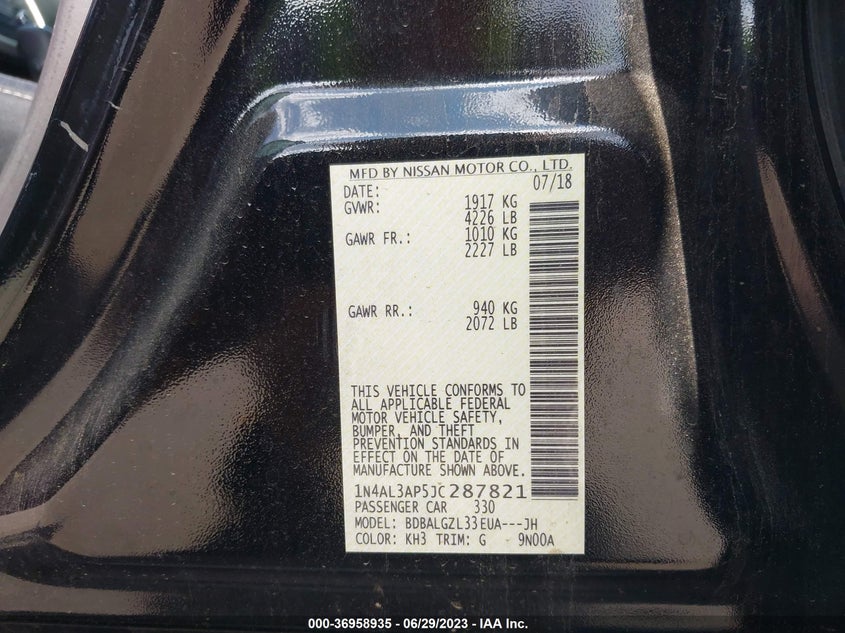 MFD BY NISSAN MOTOR CO., LTD.
DATE: 07/18
GVWR: 1917 KG
4226 LB
GAWR FR.: 1010 KG
2227 LB
GAWR RR.: 940 KG
2072 LB
THIS VEHICLE CONFORMS TO
ALL APPLICABLE FEDERAL
MOTOR VEHICLE SAFETY,
BUMPER, AND THEFT
PREVENTION STANDARDS IN
EFFECT ON THE DATE OF
MANUFACTURE SHOWN ABOVE.
1N4AL3AP5JC287821
PASSENGER CAR 330
MODEL: BDBALGZL33EUA---JH
COLOR: KH3 TRIM: G 9N00A
000-36958935 - 06/29/2023 - IAA Inc.